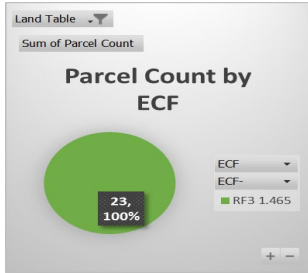 Land Table
Sum of Parcel Count
Parcel Count by
ECF
ECF
ECF-
RF3 1.465
23,
100%